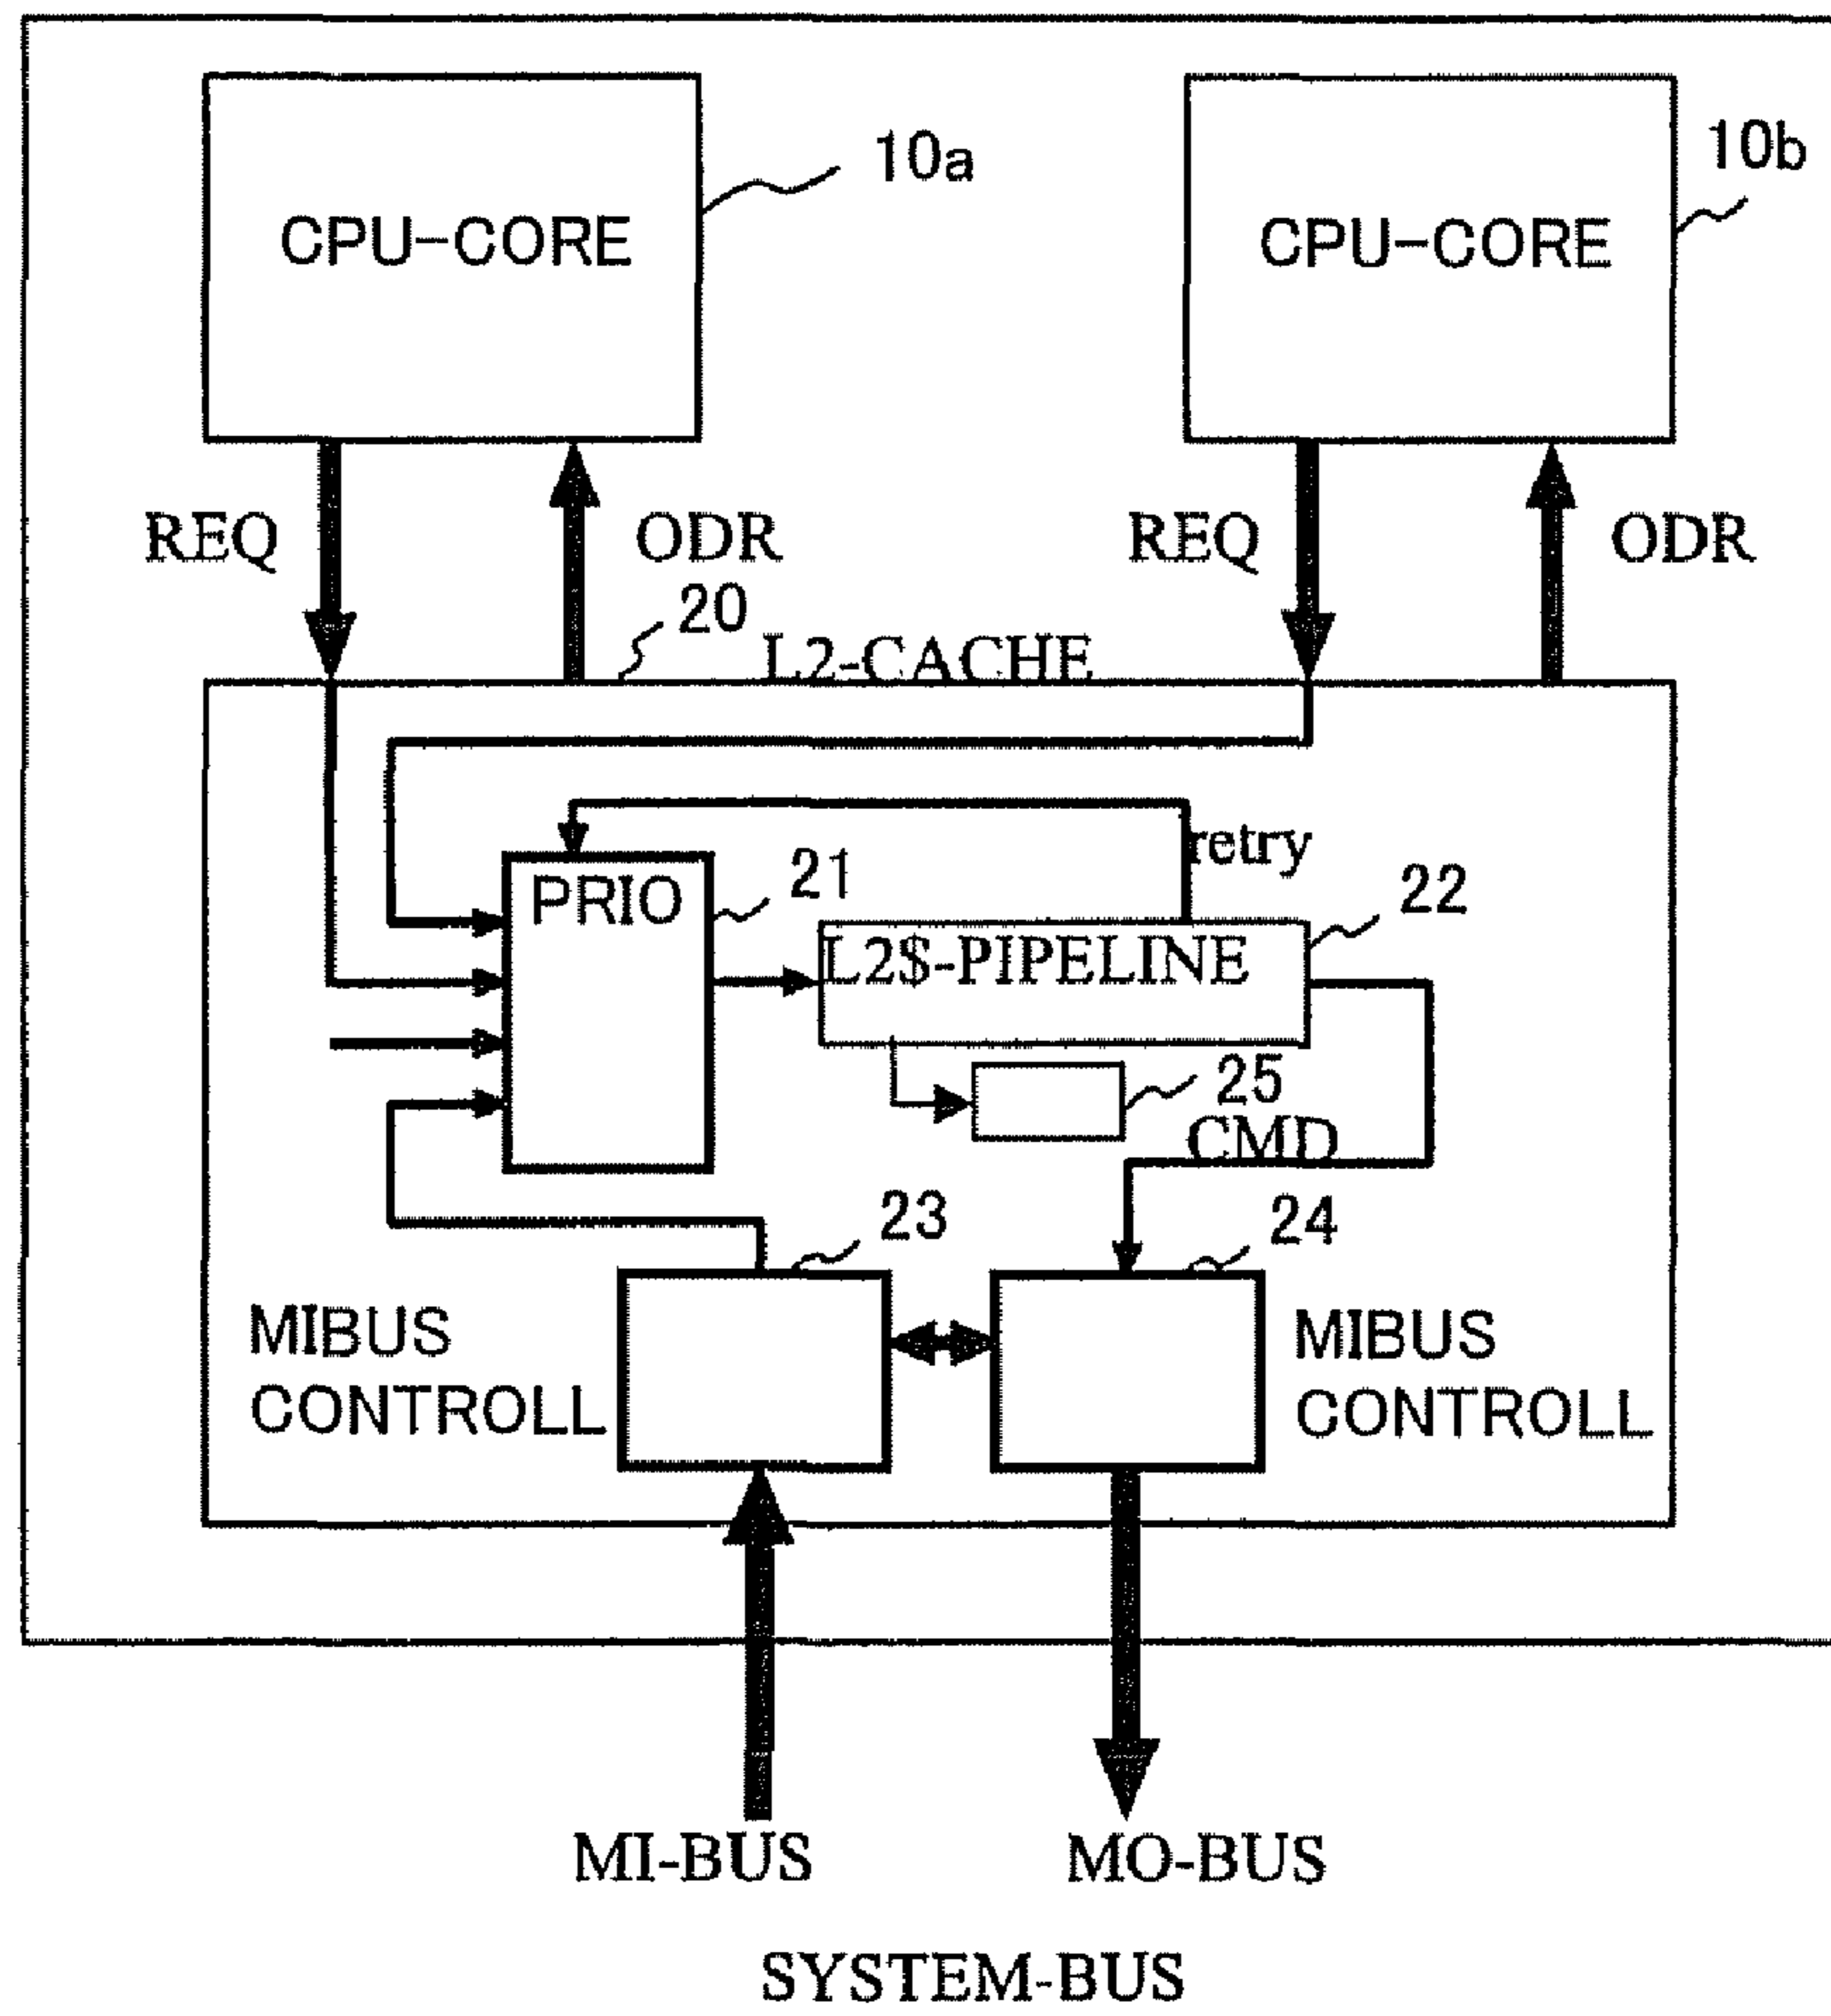 10a
10b
CPU-CORE
CPU-CORE
REQ
ODR
REQ
ODR
20
L2-CACHE
retry
PRIO
21
22
L2$-PIPELINE
25
CMD
23
24
MIBUS
CONTROLL
MIBUS
CONTROLL
MI-BUS
MO-BUS
SYSTEM-BUS